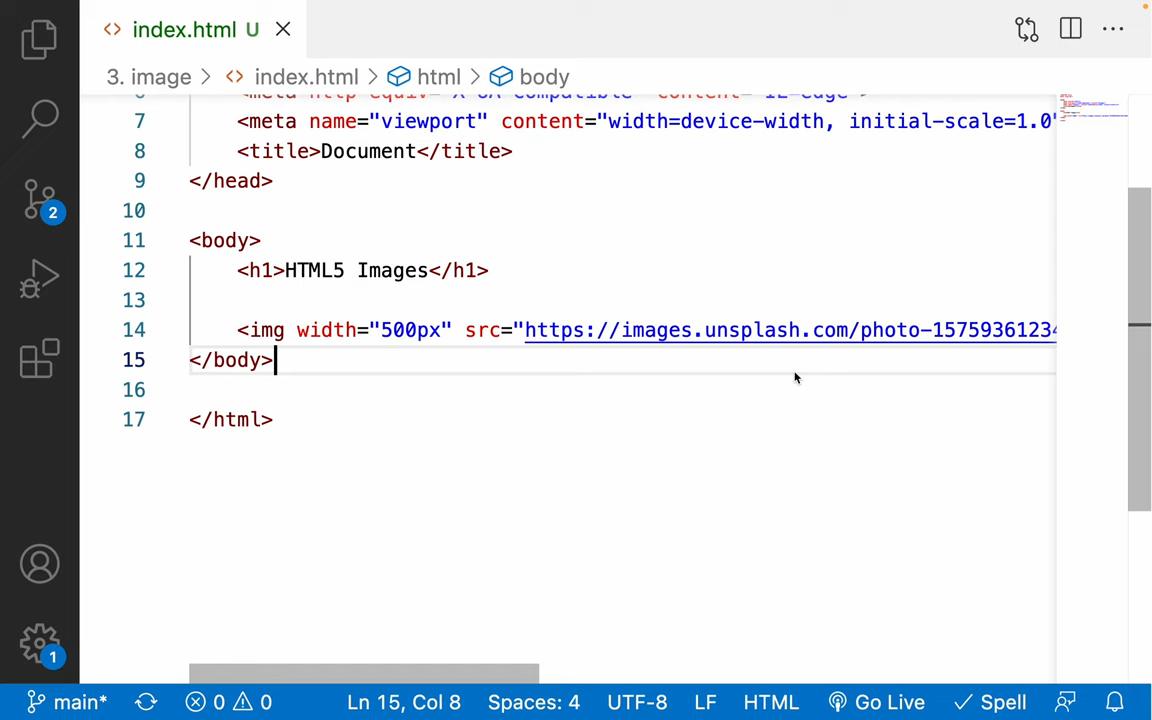 index.html U
3. image > index.html > html > body
7 <meta name="viewport" content="width=device-width, initial-scale=1.0"
8 <title>Document</title>
9 </head>
10
11 <body>
12 <h1>HTML5 Images</h1>
13
14 <img width="500px" src="https://images.unsplash.com/photo-1575936123
15 </body>
16
17 </html>
2
1
main* 0 0 Ln 15, Col 8 Spaces: 4 UTF-8 LF HTML Go Live Spell